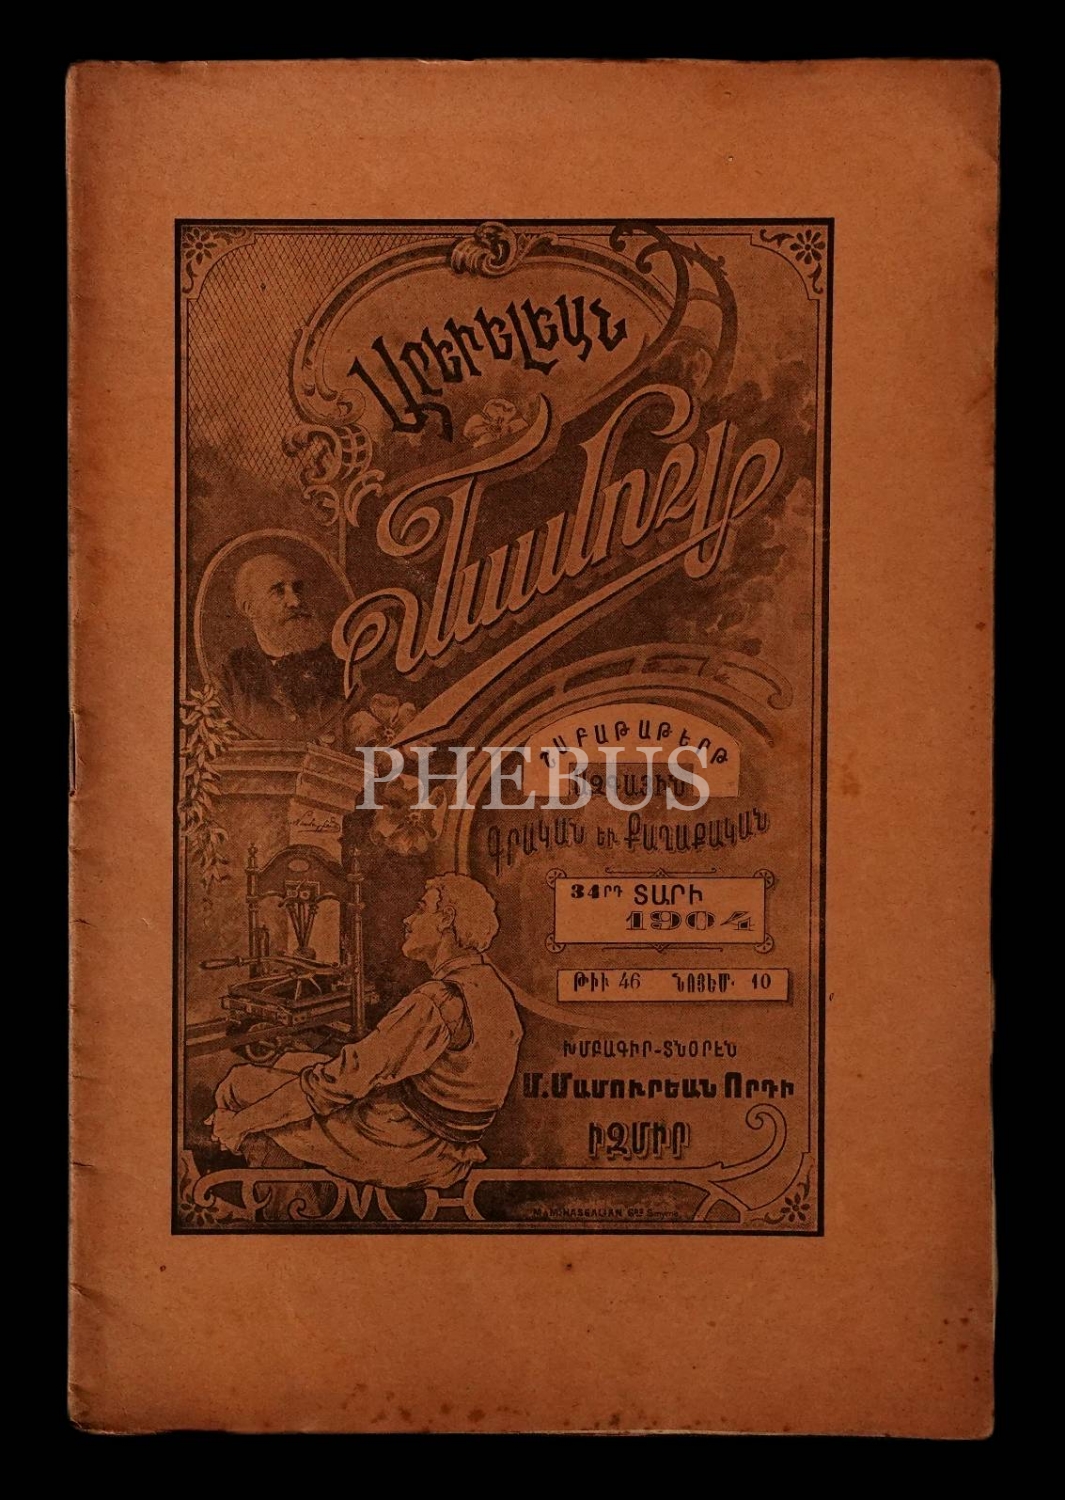 Արեւելեան
Մամուլ
ՇԱԲԱԹԱԹԵՐԹ
ԱԶԳԱՅԻՆ
ԳՐԱԿԱՆ ԵՒ ՔԱՂԱՔԱԿԱՆ
34ՐԴ ՏԱՐԻ
1904
ԹԻՒ 46 ՆՈՅԵՄ· 10
ԽՄԲԱԳԻՐ-ՏՆՕՐԷՆ
Մ.ՄԱՄՈՒՐԵԱՆ ՈՐԴԻ
ԻԶՄԻՐ
PHEBUS